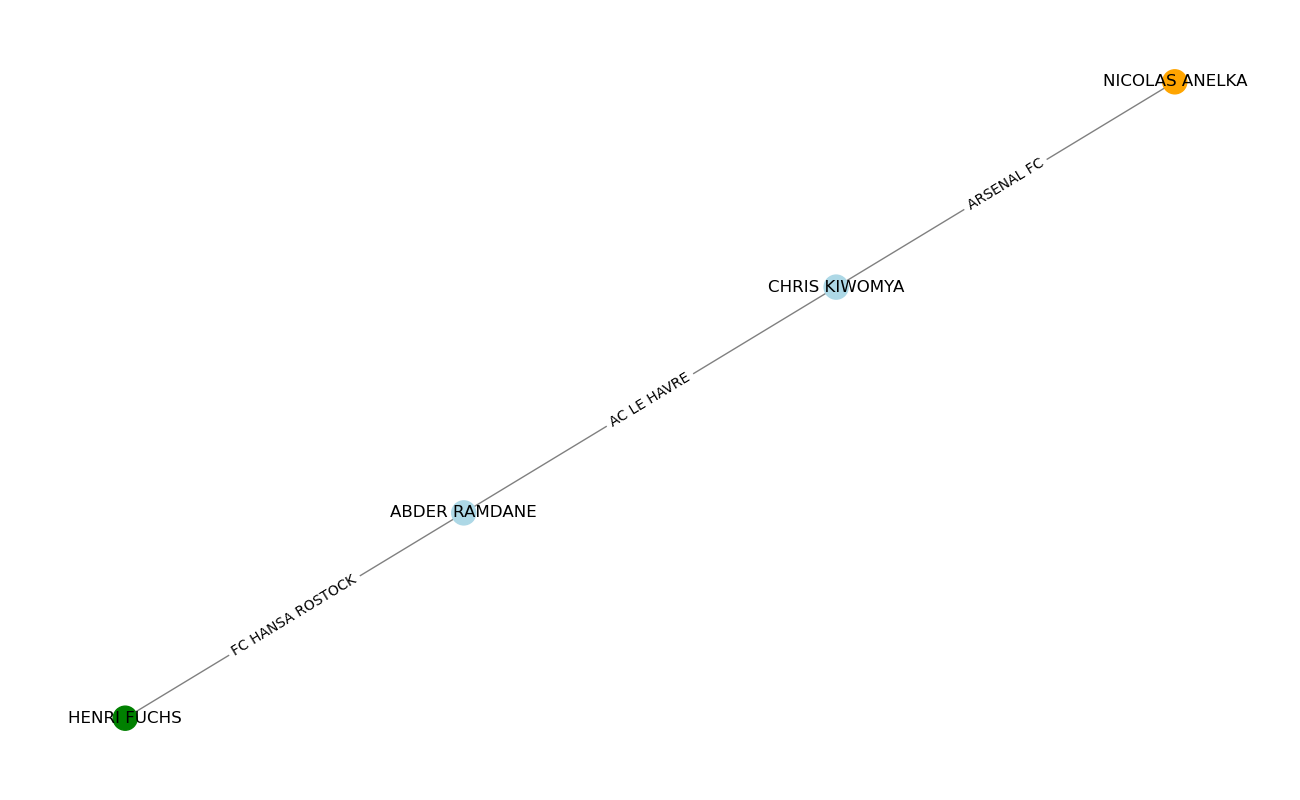 NICOLAS ANELKA
ARSENAL FC
CHRIS KIWOMYA
AC LE HAVRE
ABDER RAMDANE
FC HANSA ROSTOCK
HENRI FUCHS